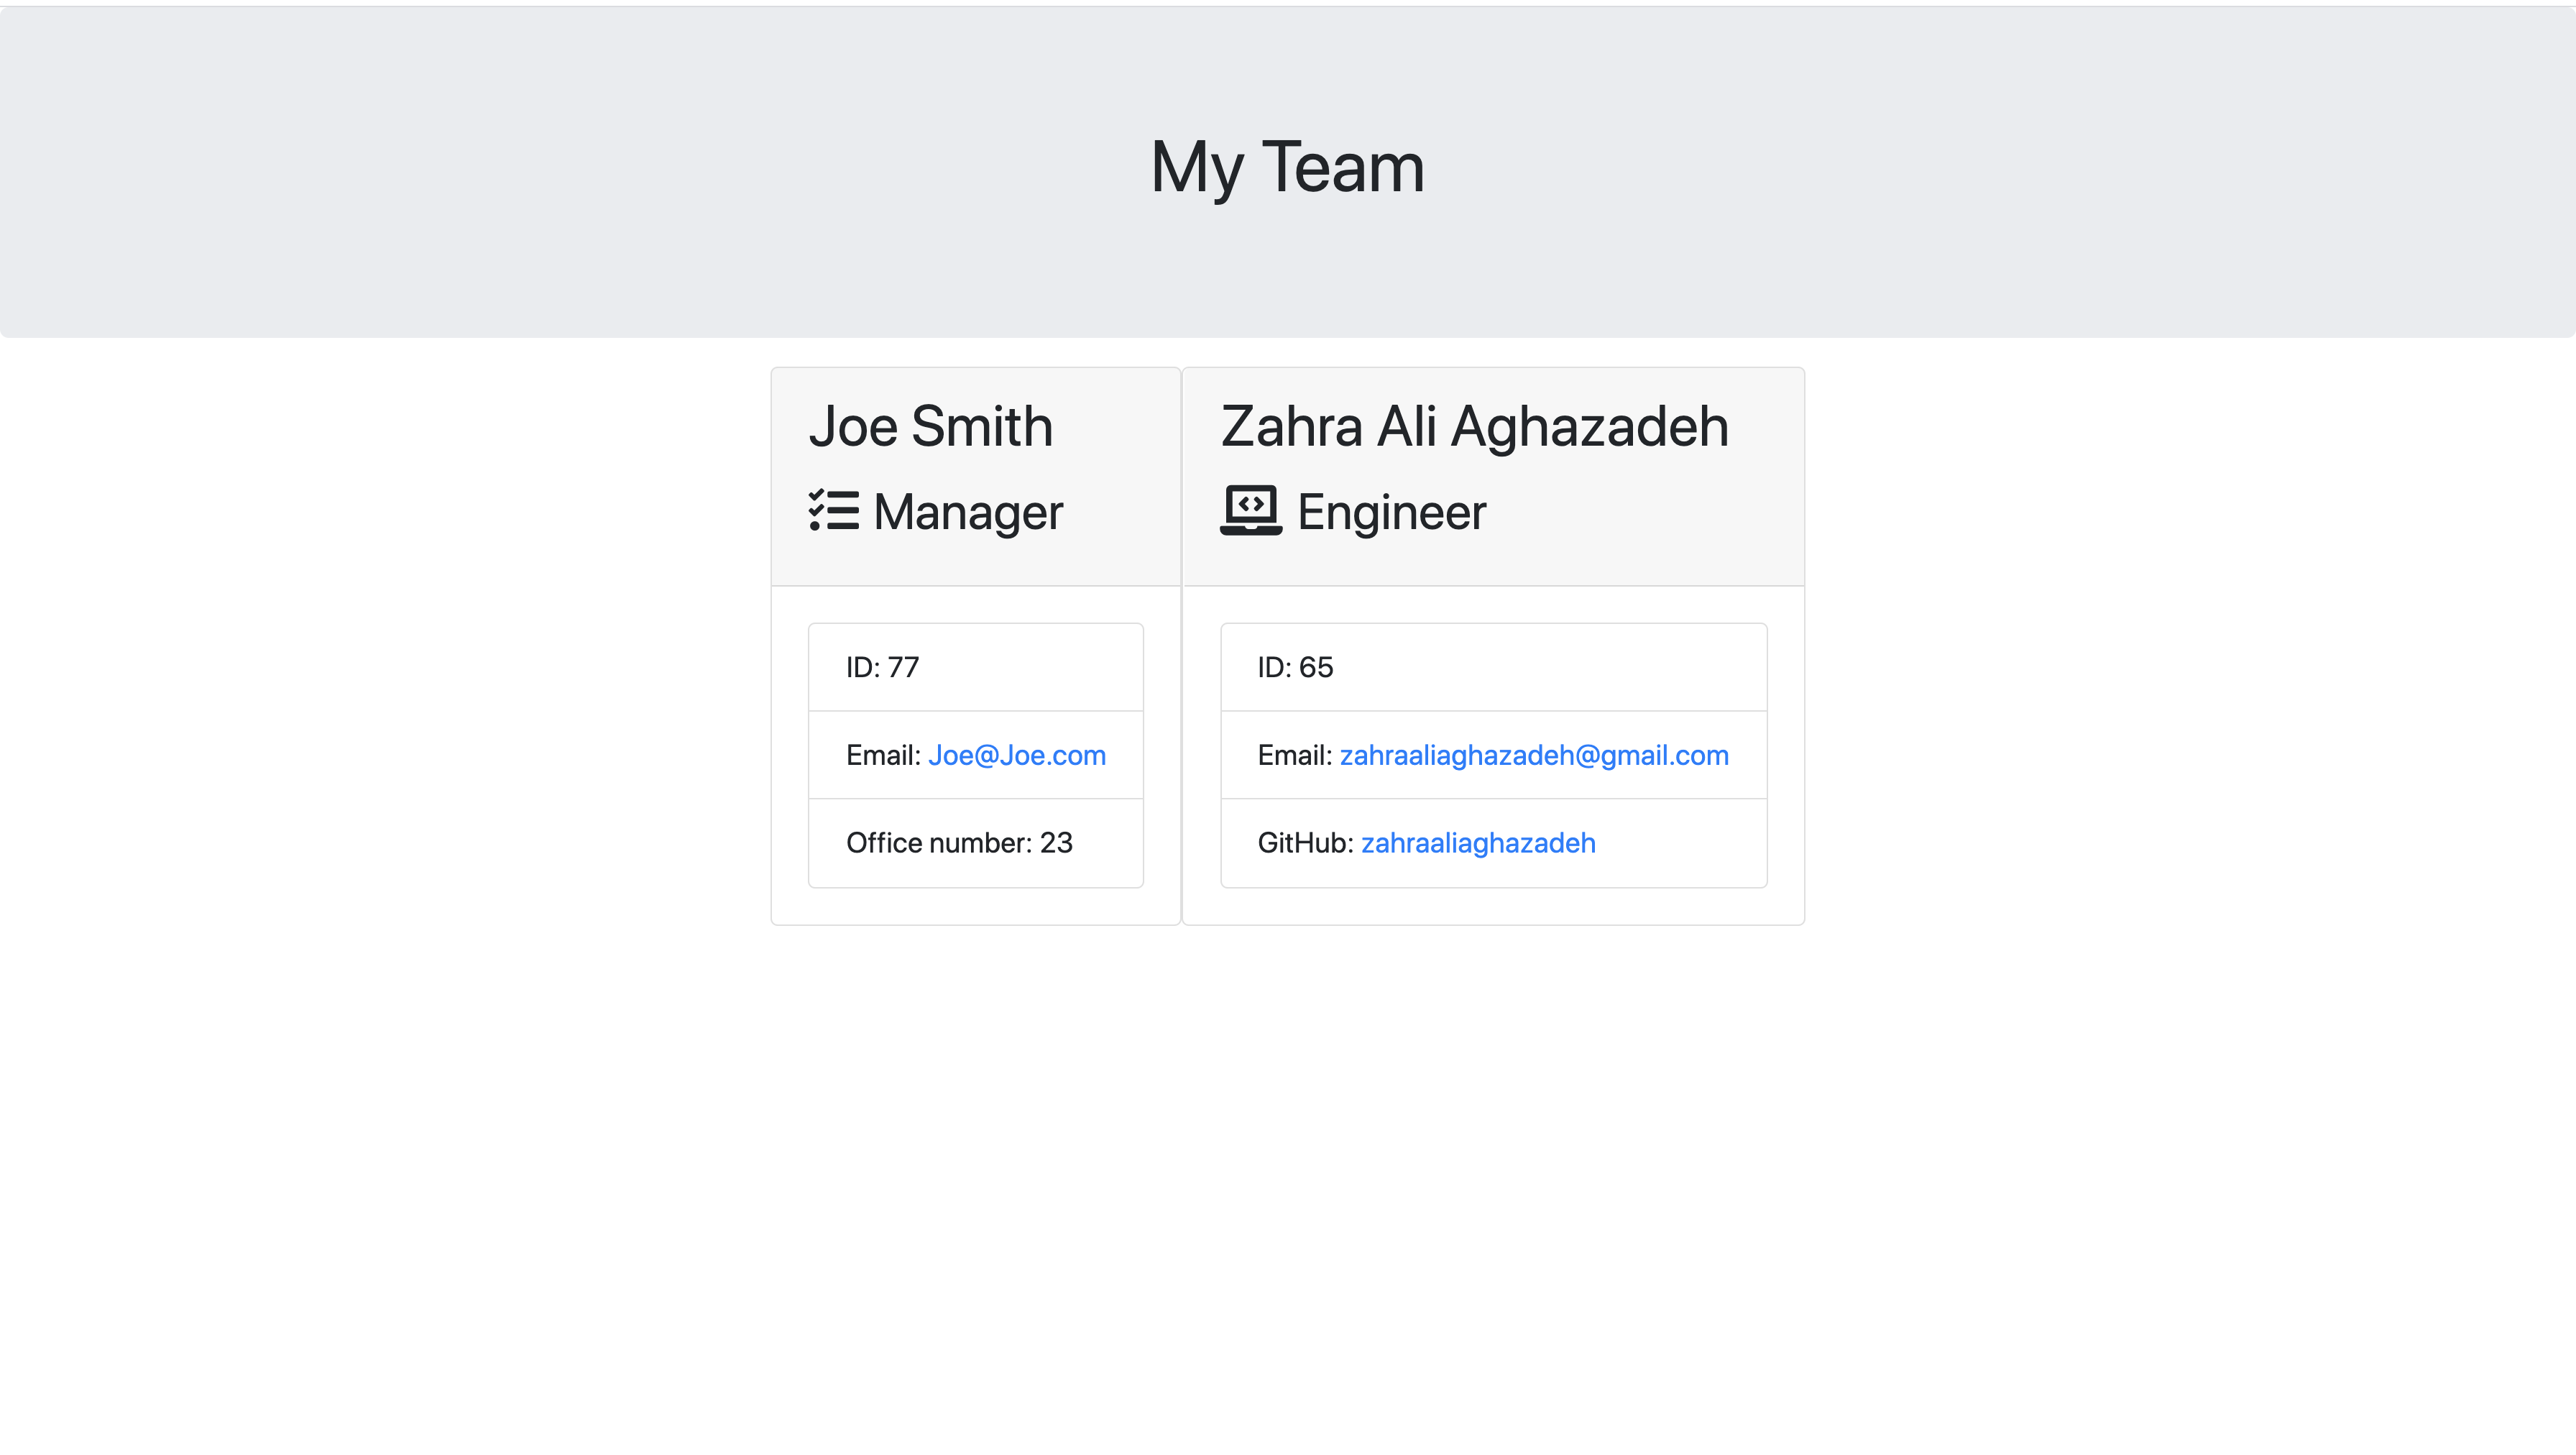 My Team
Joe Smith
Manager
ID: 77
Email: Joe@Joe.com
Office number: 23
Zahra Ali Aghazadeh
Engineer
ID: 65
Email: zahraaliaghazadeh@gmail.com
GitHub: zahraaliaghazadeh